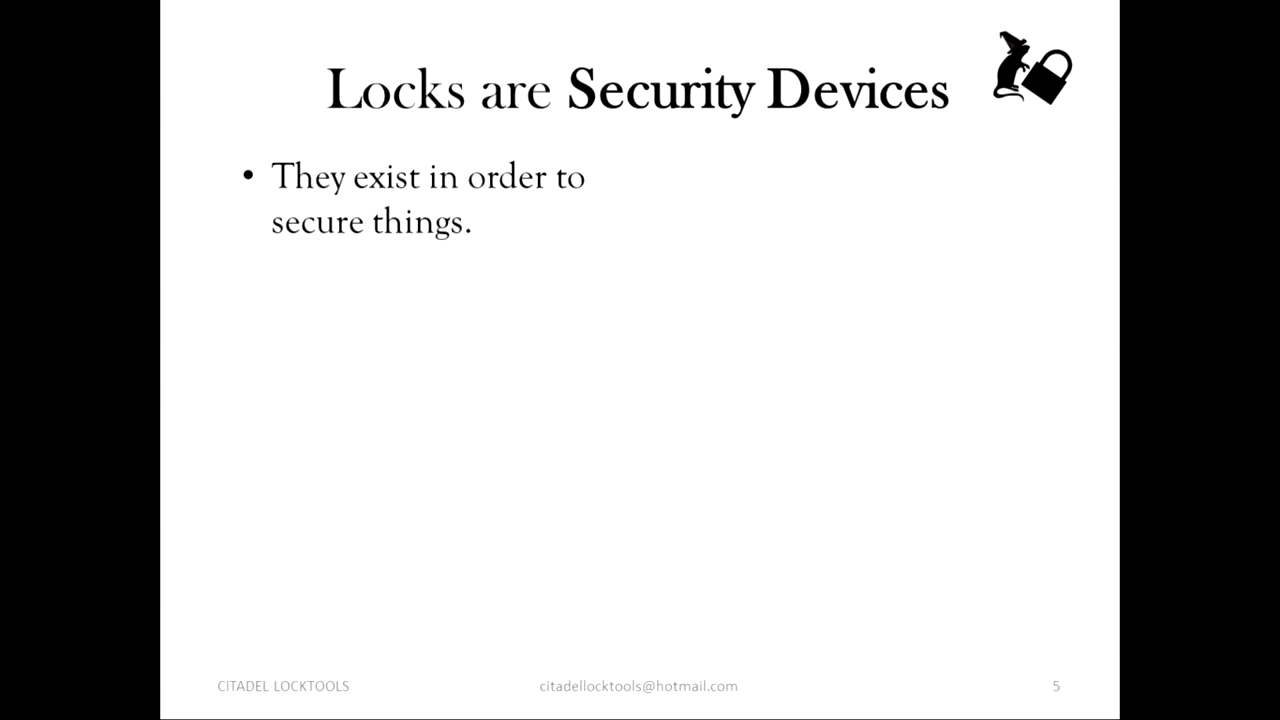 Locks are Security Devices
• They exist in order to
secure things.
CITADEL LOCKTOOLS
citadellocktools@hotmail.com
5